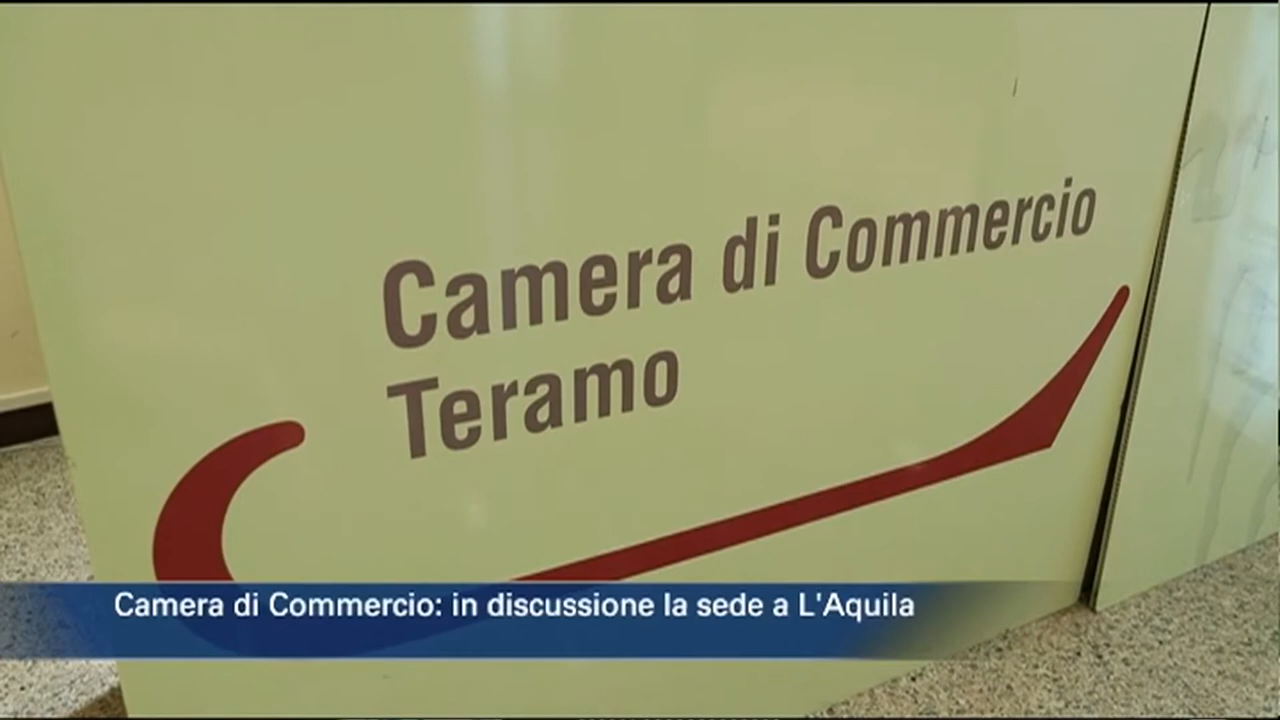 Camera di Commercio
Teramo
Camera di Commercio: in discussione la sede a L'Aquila